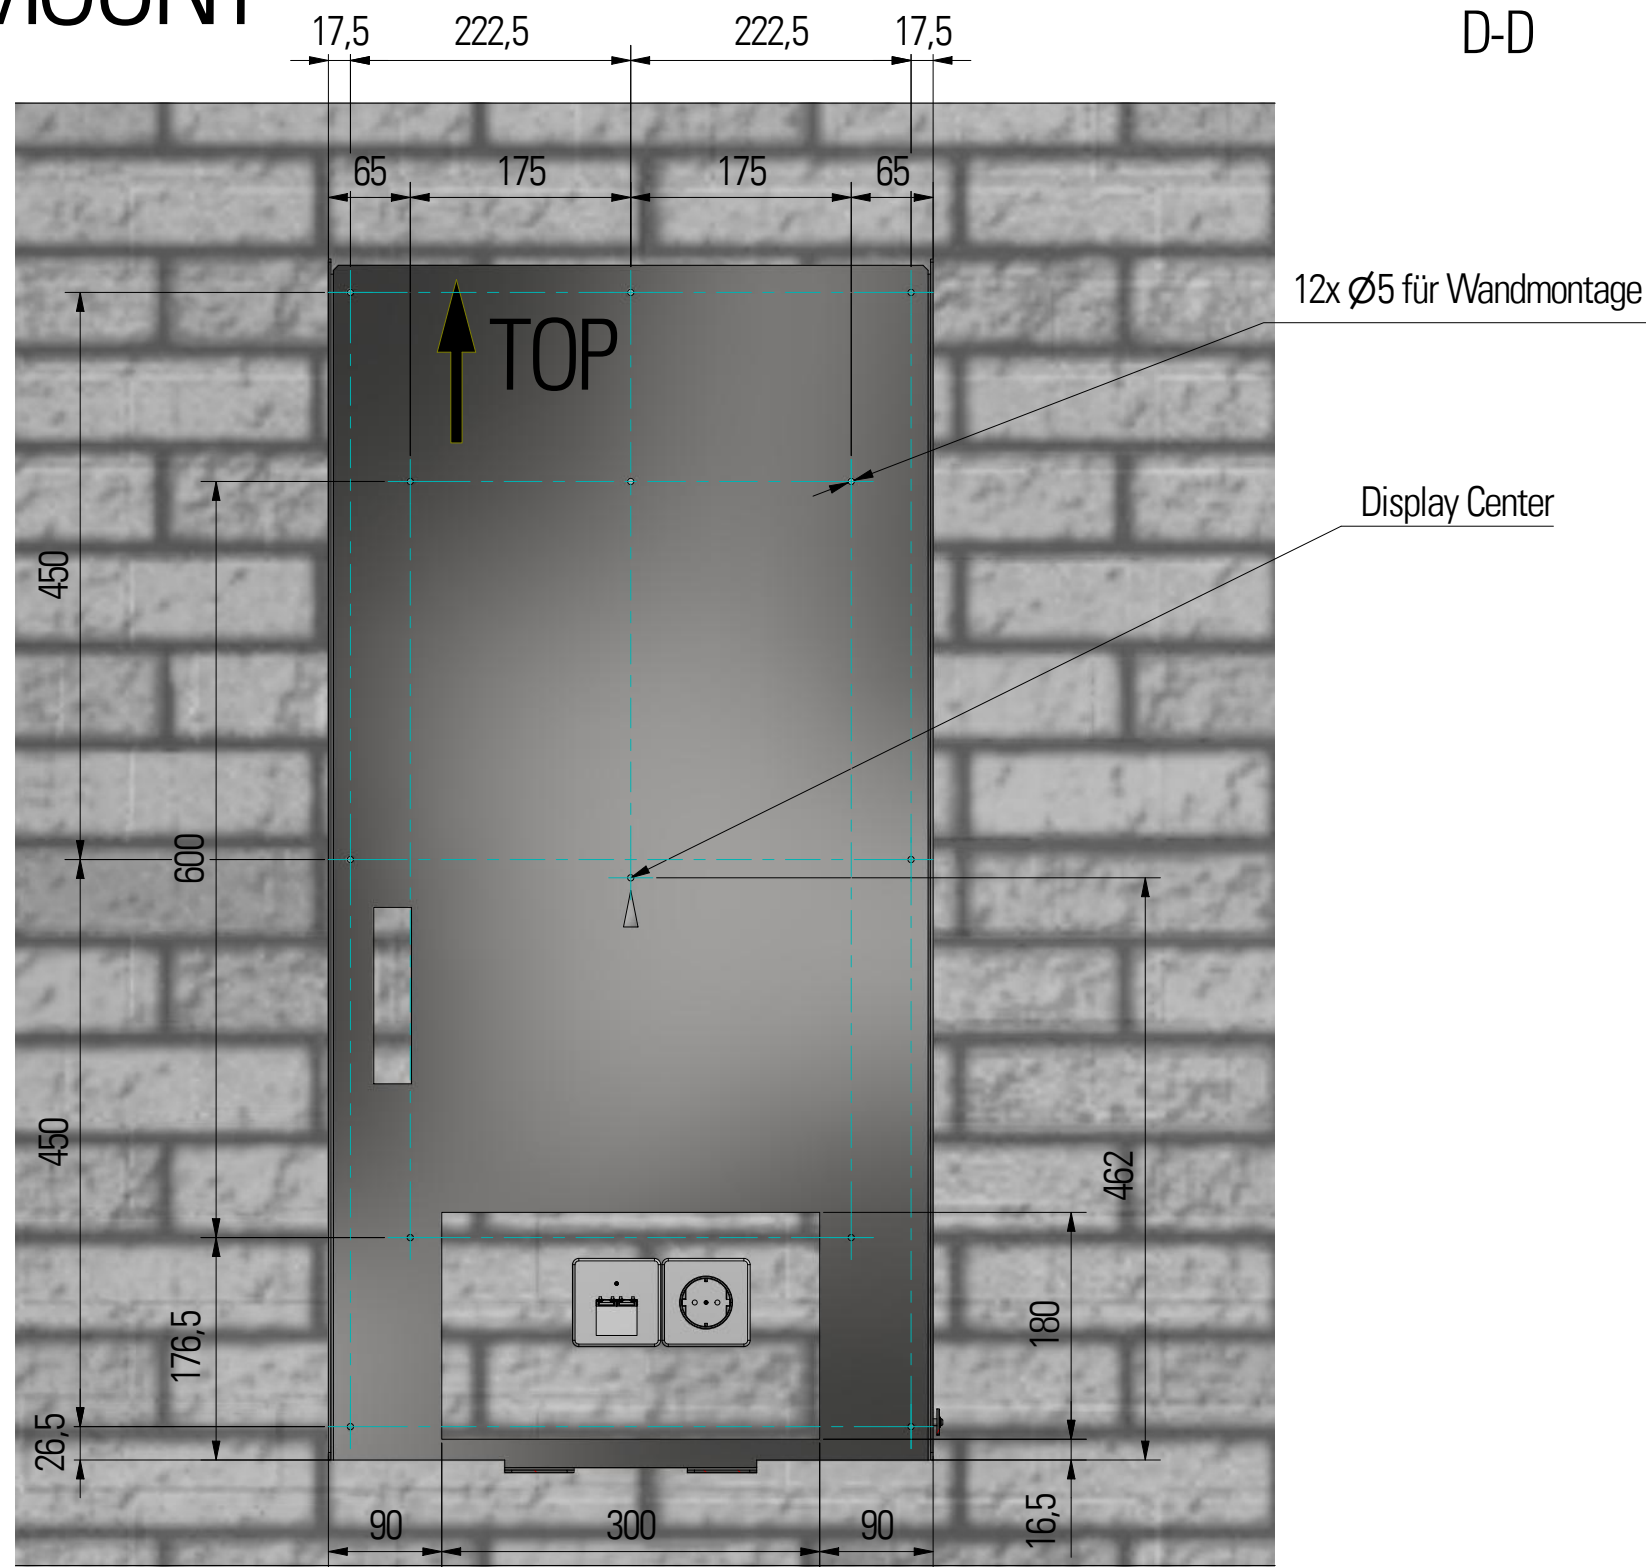 MOUNT
D-D
17,5 222,5 222,5 17,5
65 175 175 65
12x Ø5 für Wandmontage
TOP
Display Center
450
600
450
462
180
176,5
26,5
16,5
90 300 90